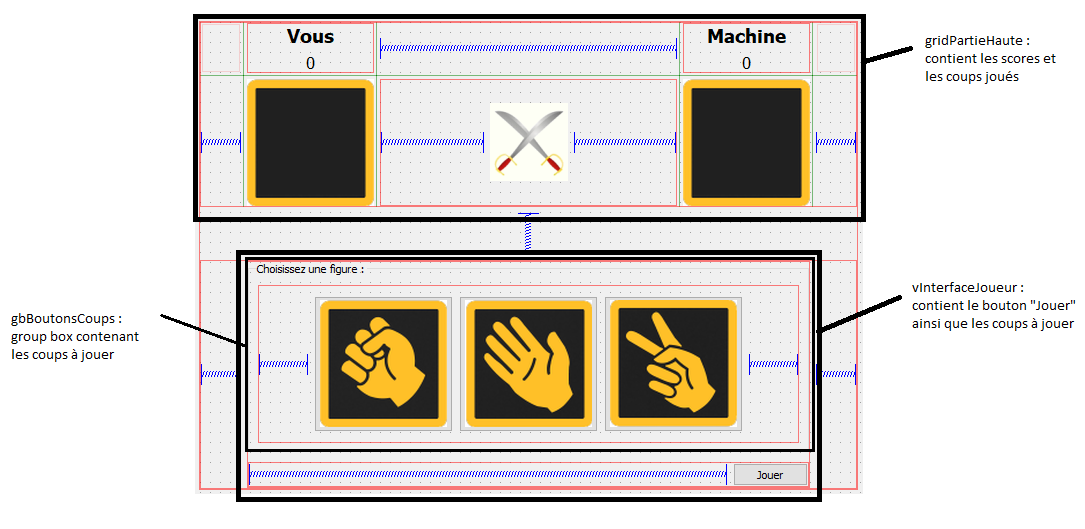 Vous
Machine
0
0
gridPartieHaute :
contient les scores et
les coups joués
Choisissez une figure :
vInterfaceJoueur :
contient le bouton "Jouer"
ainsi que les coups à jouer
gbBoutonsCoups :
group box contenant
les coups à jouer
Jouer